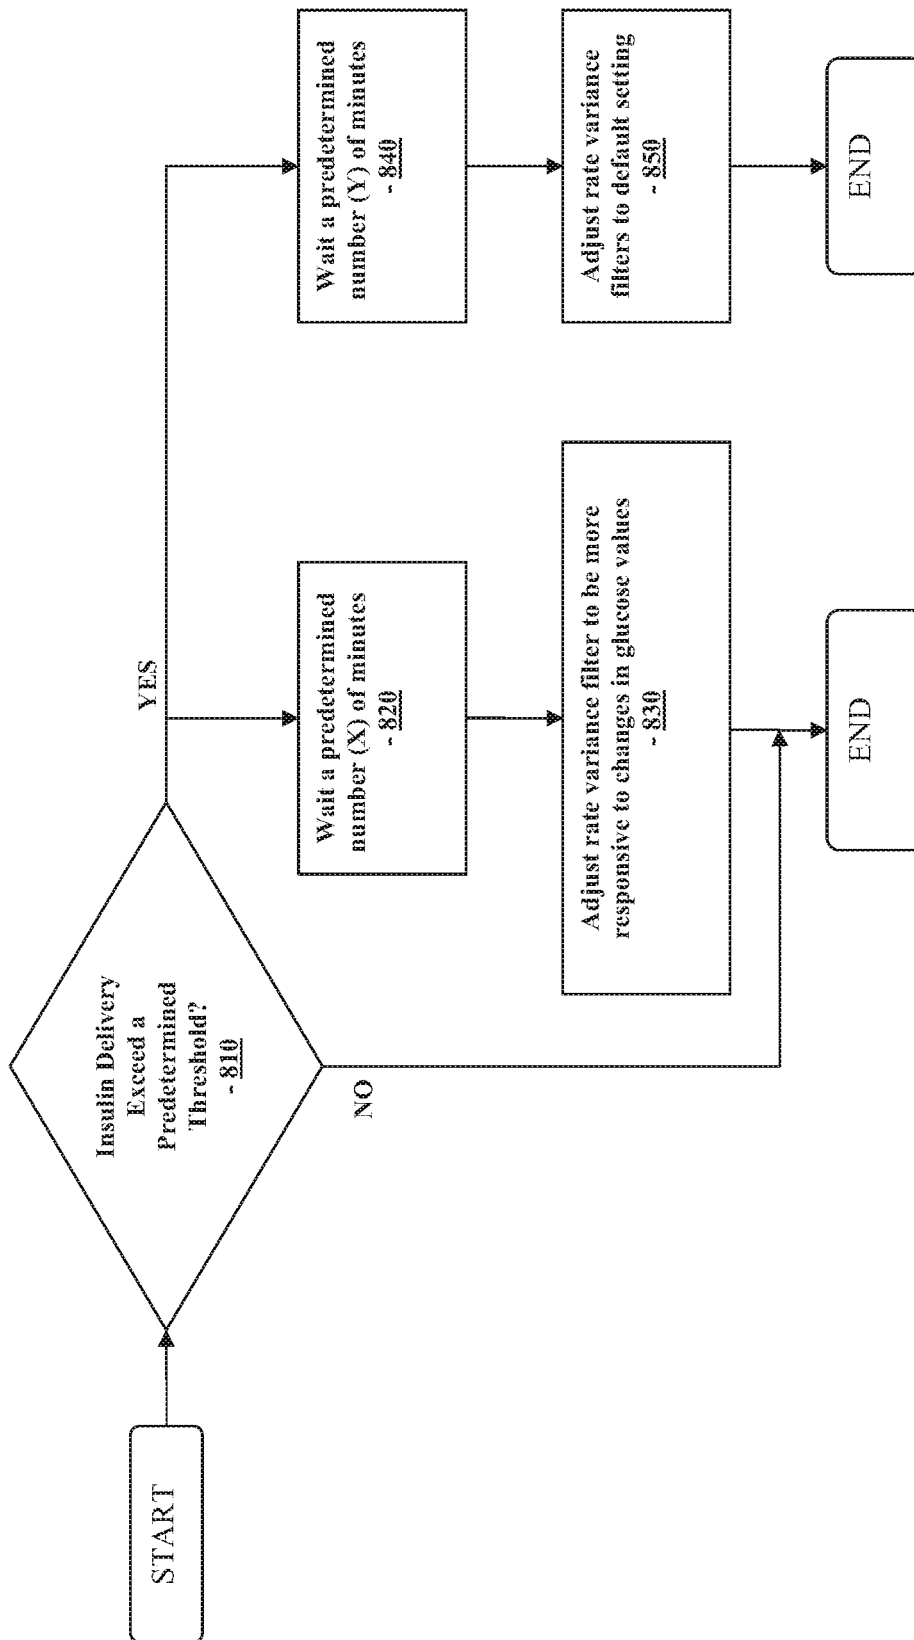 START
Insulin Delivery
Exceed a
Predetermined
Threshold?
~ 810
YES
NO
Wait a predetermined
number (X) of minutes
~ 820
Adjust rate variance filter to be more
responsive to changes in glucose values
~ 830
END
Wait a predetermined
number (Y) of minutes
~ 840
Adjust rate variance
filters to default setting
~ 850
END